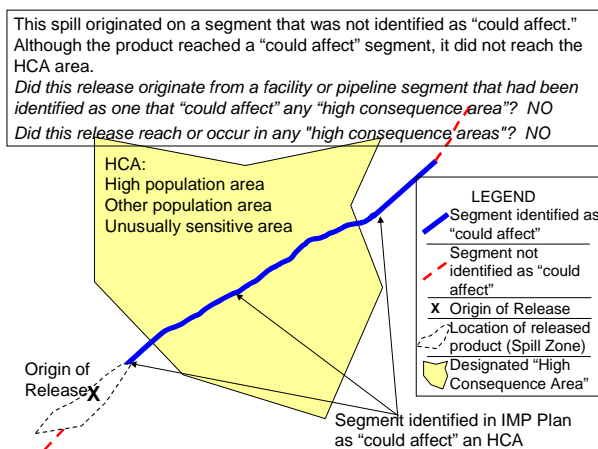 This spill originated on a segment that was not identified as “could affect.”
Although the product reached a “could affect” segment, it did not reach the
HCA area.
Did this release originate from a facility or pipeline segment that had been
identified as one that “could affect” any “high consequence area”? NO
Did this release reach or occur in any "high consequence areas"? NO
HCA:
High population area
Other population area
Unusually sensitive area
LEGEND
Segment identified as
“could affect”
Segment not
identified as “could
affect”
X Origin of Release
Location of released
product (Spill Zone)
Designated “High
Consequence Area”
Origin of
Release
X
Segment identified in IMP Plan
as “could affect” an HCA